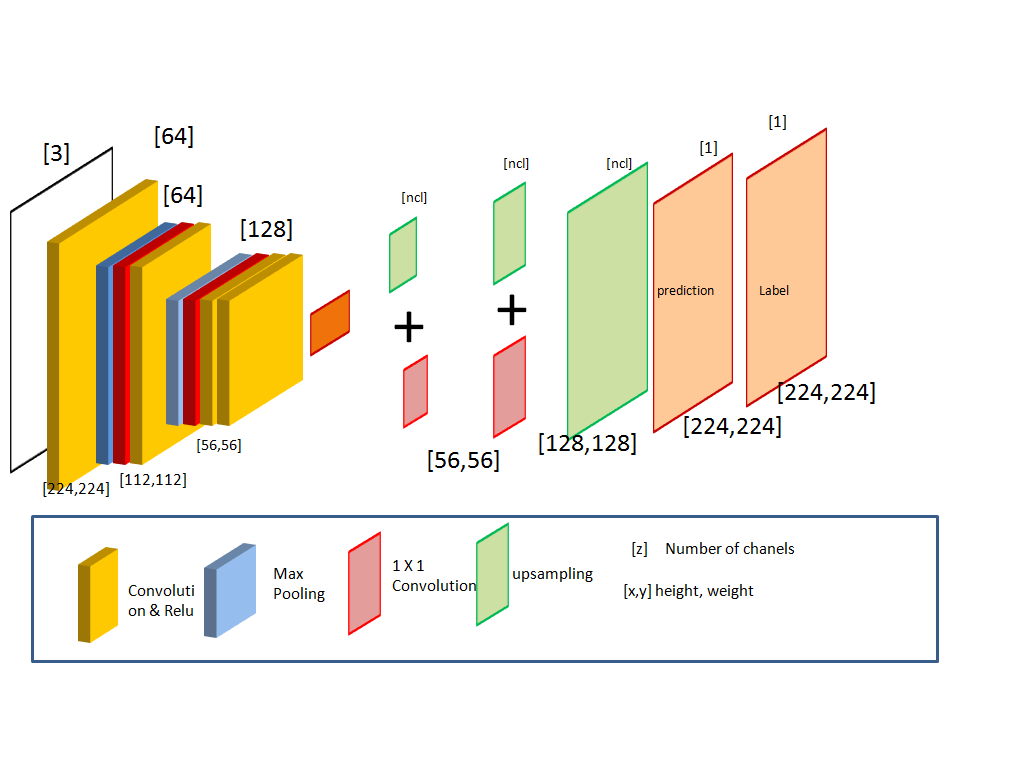 [3]
[64]
[64]
[128]
[ncl]
[ncl]
[ncl]
[1]
[1]
prediction
Label
[224,224]
[112,112]
[56,56]
[56,56]
[128,128]
[224,224]
[224,224]
Convoluti
on & Relu
Max
Pooling
1 X 1
Convolution
upsampling
[z] Number of chanels
[x,y] height, weight